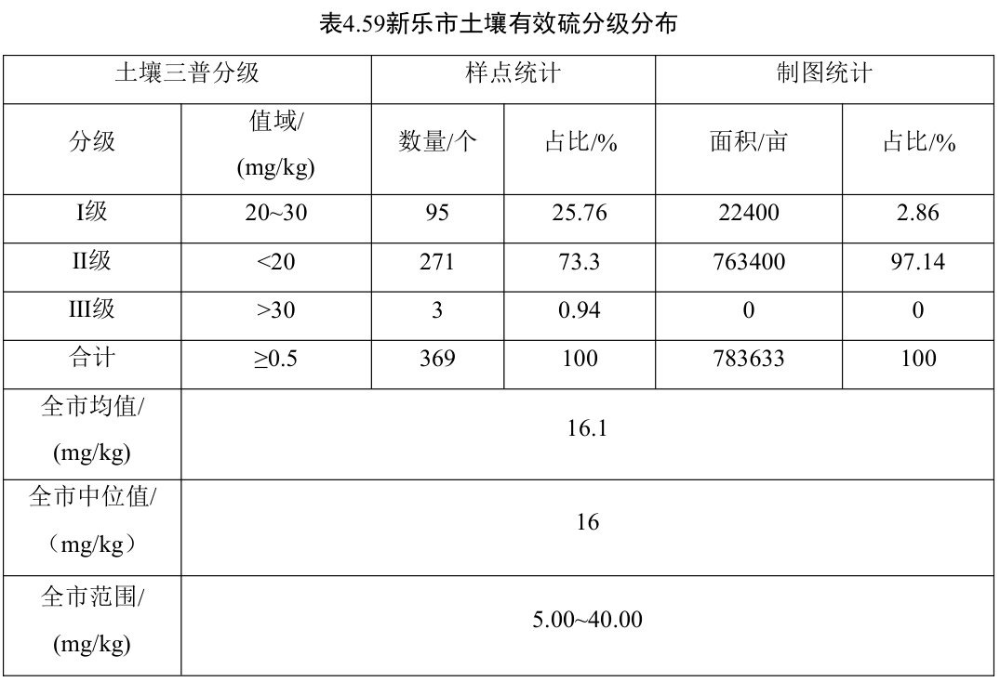 表4.59新乐市土壤有效硫分级分布
土壤三普分级 样点统计 制图统计
分级 值域/ (mg/kg) 数量/个 占比/% 面积/亩 占比/%
I级 20~30 95 25.76 22400 2.86
II级 <20 271 73.3 763400 97.14
III级 >30 3 0.94 0 0
合计 ≥0.5 369 100 783633 100
全市均值/
(mg/kg) 16.1
全市中位值/
（mg/kg） 16
全市范围/
(mg/kg) 5.00~40.00